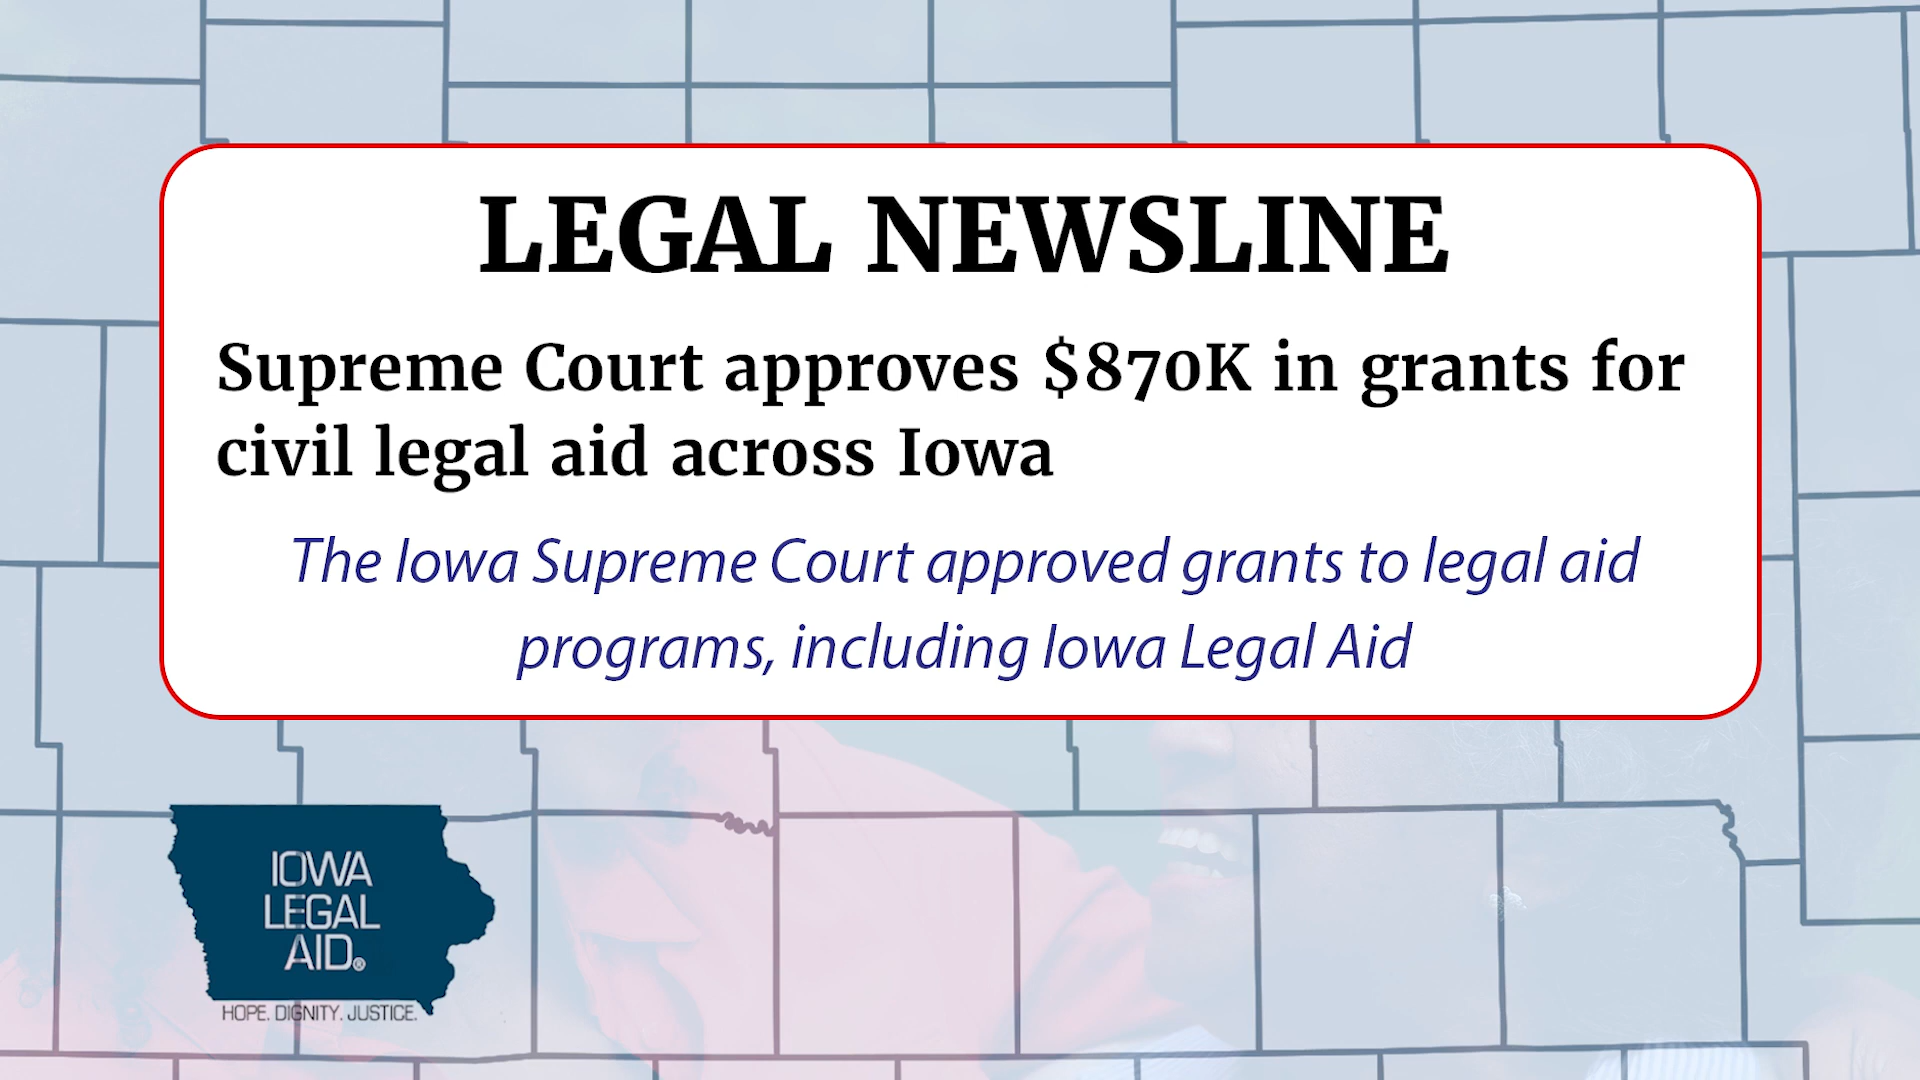 LEGAL NEWSLINE
Supreme Court approves $870K in grants for
civil legal aid across Iowa
The Iowa Supreme Court approved grants to legal aid
programs, including Iowa Legal Aid
IOWA
LEGAL
AID®
HOPE. DIGNITY. JUSTICE.